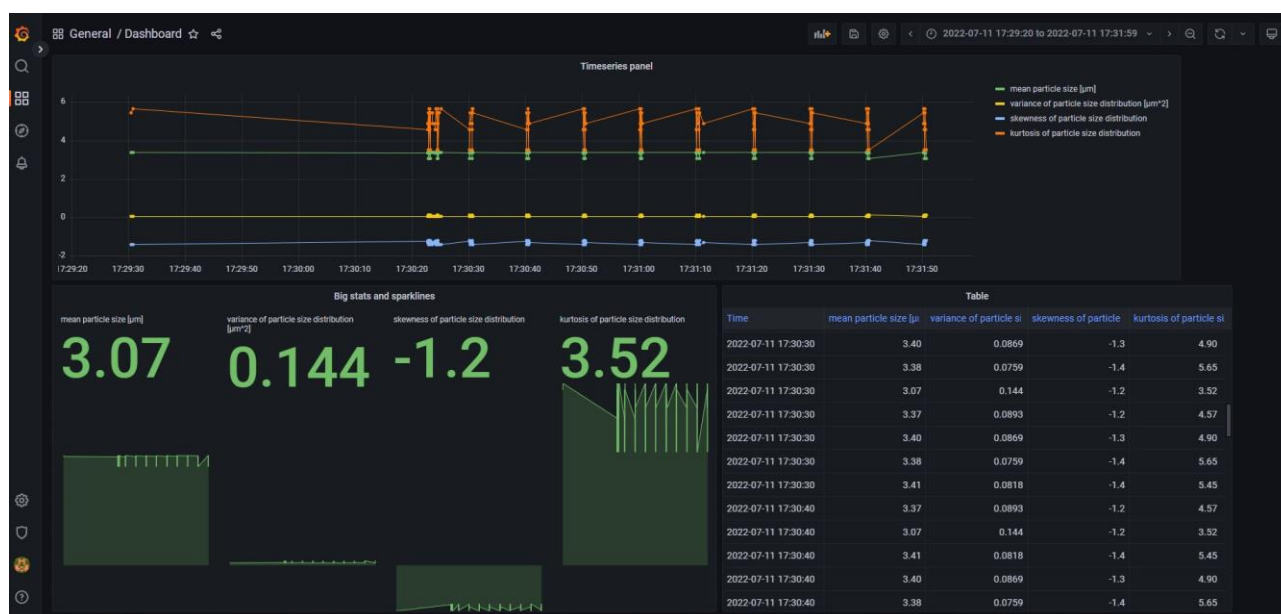 General / Dashboard
2022-07-11 17:29:20 to 2022-07-11 17:31:59
Timeseries panel
6
4
2
0
-2
17:29:20 17:29:30 17:29:40 17:29:50 17:30:00 17:30:10 17:30:20 17:30:30 17:30:40 17:30:50 17:31:00 17:31:10 17:31:20 17:31:30 17:31:40 17:31:50
mean particle size [µm]
variance of particle size distribution [µm^2]
skewness of particle size distribution
kurtosis of particle size distribution
Big stats and sparklines
mean particle size [µm]
3.07
variance of particle size distribution
[µm^2]
0.144
skewness of particle size distribution
-1.2
kurtosis of particle size distribution
3.52
Table
Time mean particle size [µ variance of particle si skewness of particle kurtosis of particle si
2022-07-11 17:30:30 3.40 0.0869 -1.3 4.90
2022-07-11 17:30:30 3.38 0.0759 -1.4 5.65
2022-07-11 17:30:30 3.07 0.144 -1.2 3.52
2022-07-11 17:30:30 3.37 0.0893 -1.2 4.57
2022-07-11 17:30:30 3.40 0.0869 -1.3 4.90
2022-07-11 17:30:30 3.38 0.0759 -1.4 5.65
2022-07-11 17:30:30 3.41 0.0818 -1.4 5.45
2022-07-11 17:30:40 3.37 0.0893 -1.2 4.57
2022-07-11 17:30:40 3.07 0.144 -1.2 3.52
2022-07-11 17:30:40 3.41 0.0818 -1.4 5.45
2022-07-11 17:30:40 3.40 0.0869 -1.3 4.90
2022-07-11 17:30:40 3.38 0.0759 -1.4 5.65